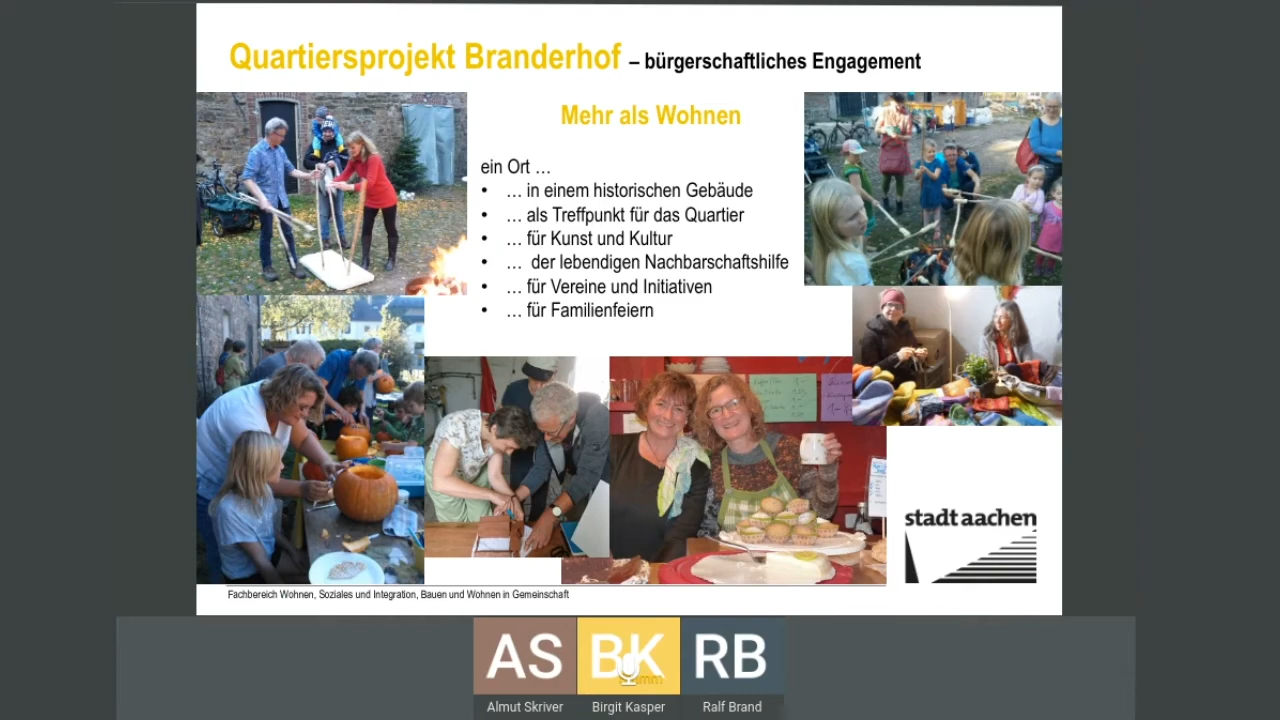 Quartiersprojekt Branderhof – bürgerschaftliches Engagement
Mehr als Wohnen
ein Ort …
• … in einem historischen Gebäude
• … als Treffpunkt für das Quartier
• … für Kunst und Kultur
• … der lebendigen Nachbarschaftshilfe
• … für Vereine und Initiativen
• … für Familienfeiern
stadt aachen
Fachbereich Wohnen, Soziales und Integration, Bauen und Wohnen in Gemeinschaft
AS BK RB
Almut Skriver Birgit Kasper Ralf Brand